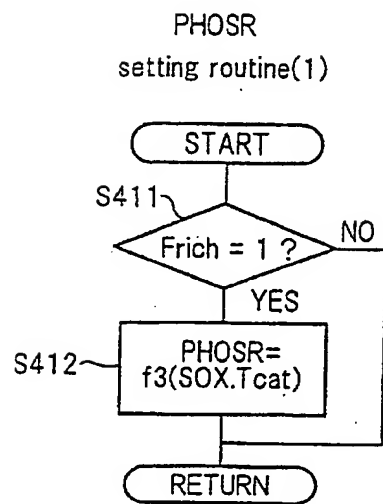 PHOSR
setting routine(1)
START
S411
Frich = 1 ?
NO
YES
S412
PHOSR=
f3(SOX.Tcat)
RETURN